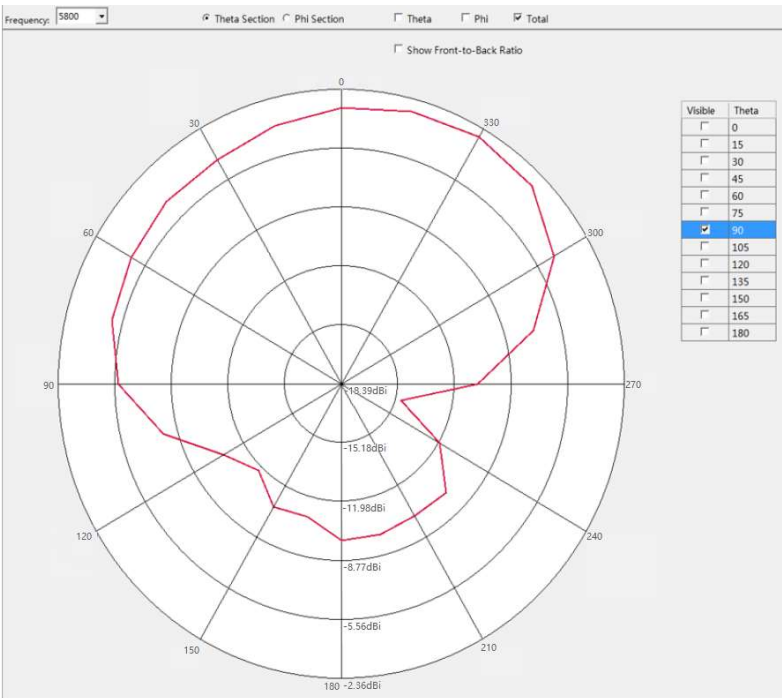 Frequency: 5800 Theta Section Phi Section Theta Phi Total
Show Front-to-Back Ratio
Visible Theta
0
15
30
45
60
75
90
105
120
135
150
165
180
0
30 330
60 300
90 270
120 240
150 210
180
-18.39dBi
-15.18dBi
-11.98dBi
-8.77dBi
-5.56dBi
-2.36dBi